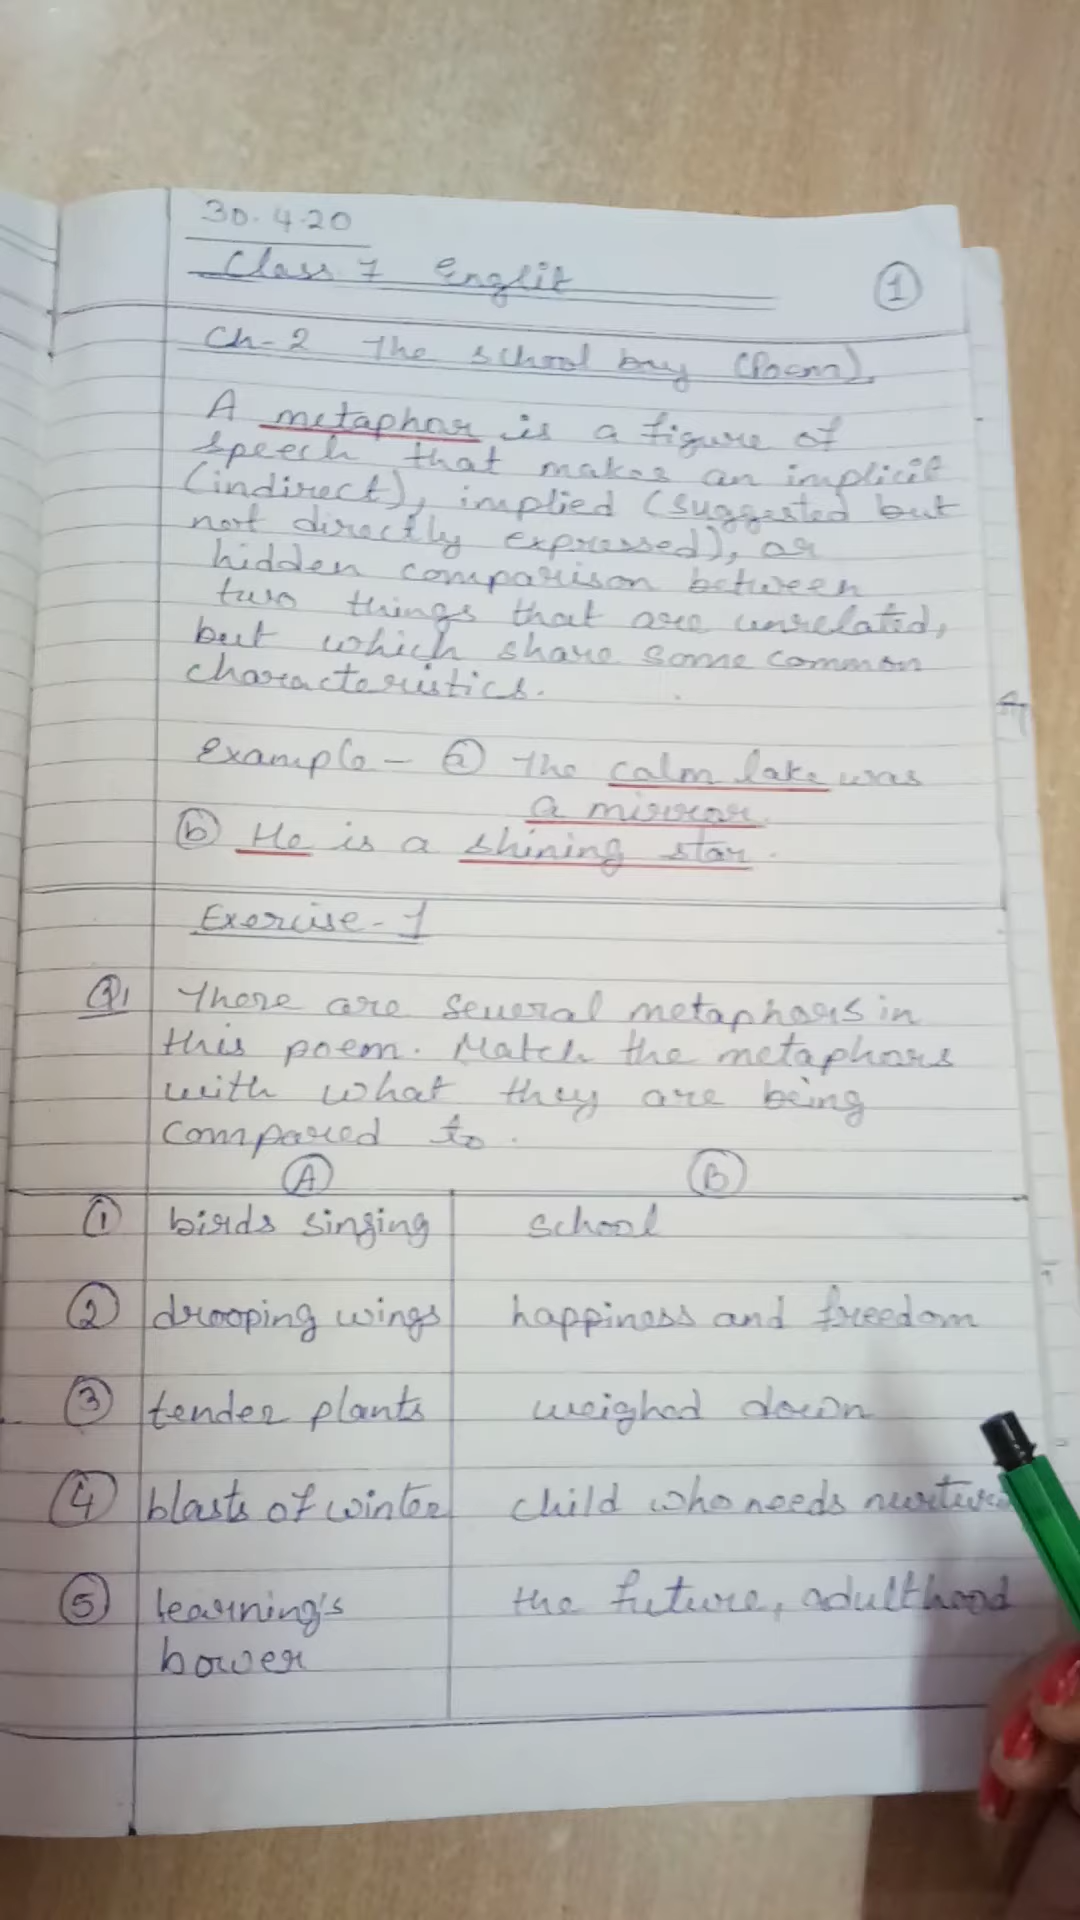 30.4.20
Class 7 Englit
1
Ch-2 The school boy (Poem)
A metaphor is a figure of
speech that makes an implicit
(indirect), implied (suggested but
not directly expressed), or
hidden comparison between
two things that are unrelated,
but which share some common
characteristics.
Example- a The calm lake was
a mirror.
b He is a shining star.
Exercise-1
Q1 There are several metaphors in
this poem. Match the metaphors
with what they are being
compared to.
A B
1 birds singing school
2 drooping wings happiness and freedom
3 tender plants weighed down
4 blasts of winter child who needs nurture
5 learning's the future, adulthood
bower